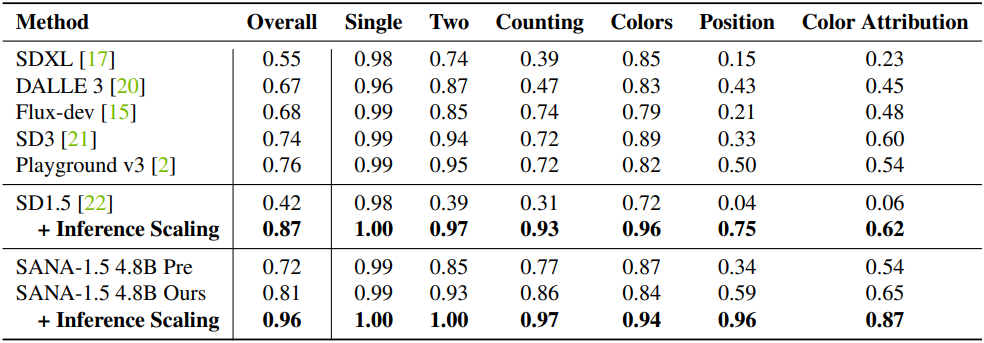 Method Overall Single Two Counting Colors Position Color Attribution
SDXL [17] 0.55 0.98 0.74 0.39 0.85 0.15 0.23
DALLE 3 [20] 0.67 0.96 0.87 0.47 0.83 0.43 0.45
Flux-dev [15] 0.68 0.99 0.85 0.74 0.79 0.21 0.48
SD3 [21] 0.74 0.99 0.94 0.72 0.89 0.33 0.60
Playground v3 [2] 0.76 0.99 0.95 0.72 0.82 0.50 0.54
SD1.5 [22] 0.42 0.98 0.39 0.31 0.72 0.04 0.06
+ Inference Scaling 0.87 1.00 0.97 0.93 0.96 0.75 0.62
SANA-1.5 4.8B Pre 0.72 0.99 0.85 0.77 0.87 0.34 0.54
SANA-1.5 4.8B Ours 0.81 0.99 0.93 0.86 0.84 0.59 0.65
+ Inference Scaling 0.96 1.00 1.00 0.97 0.94 0.96 0.87